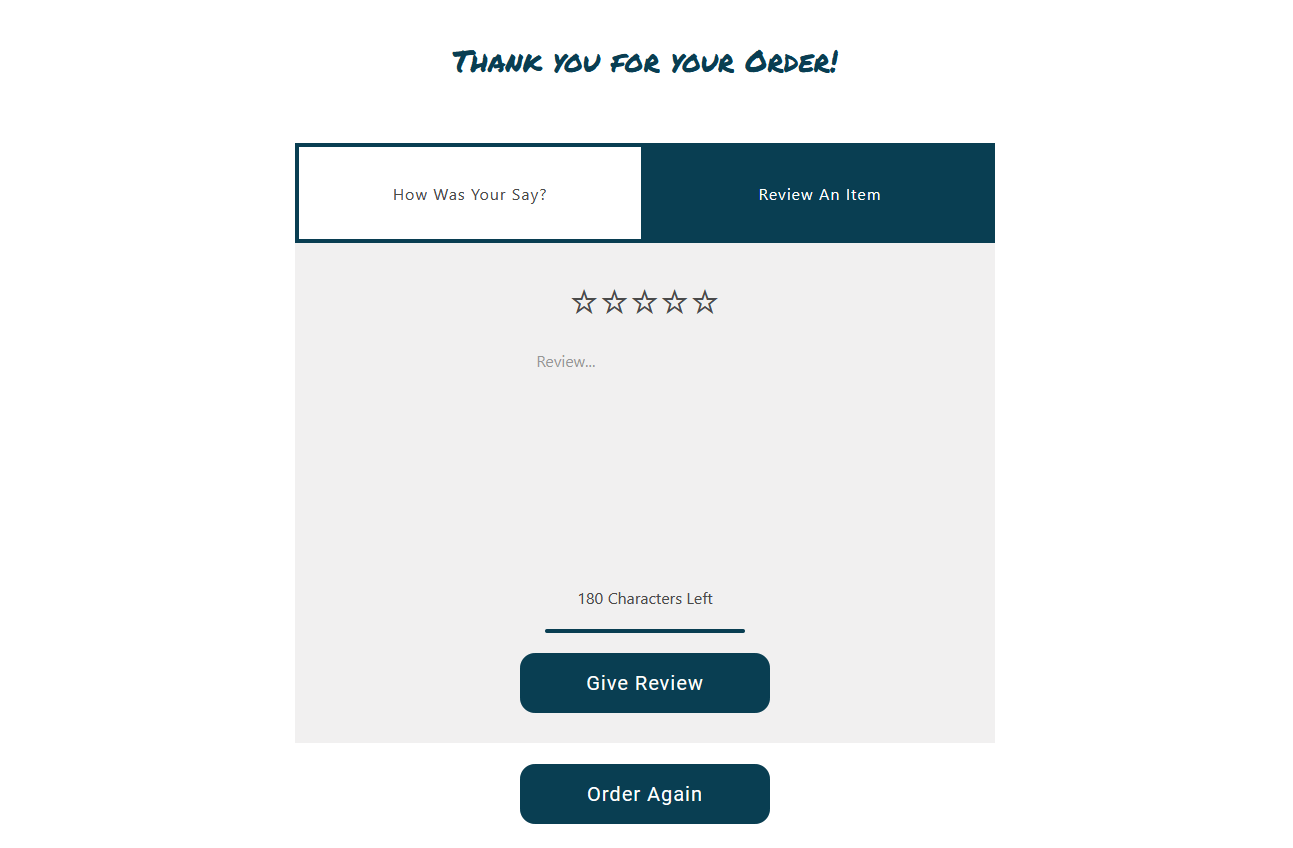 Thank you for your Order!
How Was Your Say?
Review An Item
☆☆☆☆☆
Review...
180 Characters Left
Give Review
Order Again